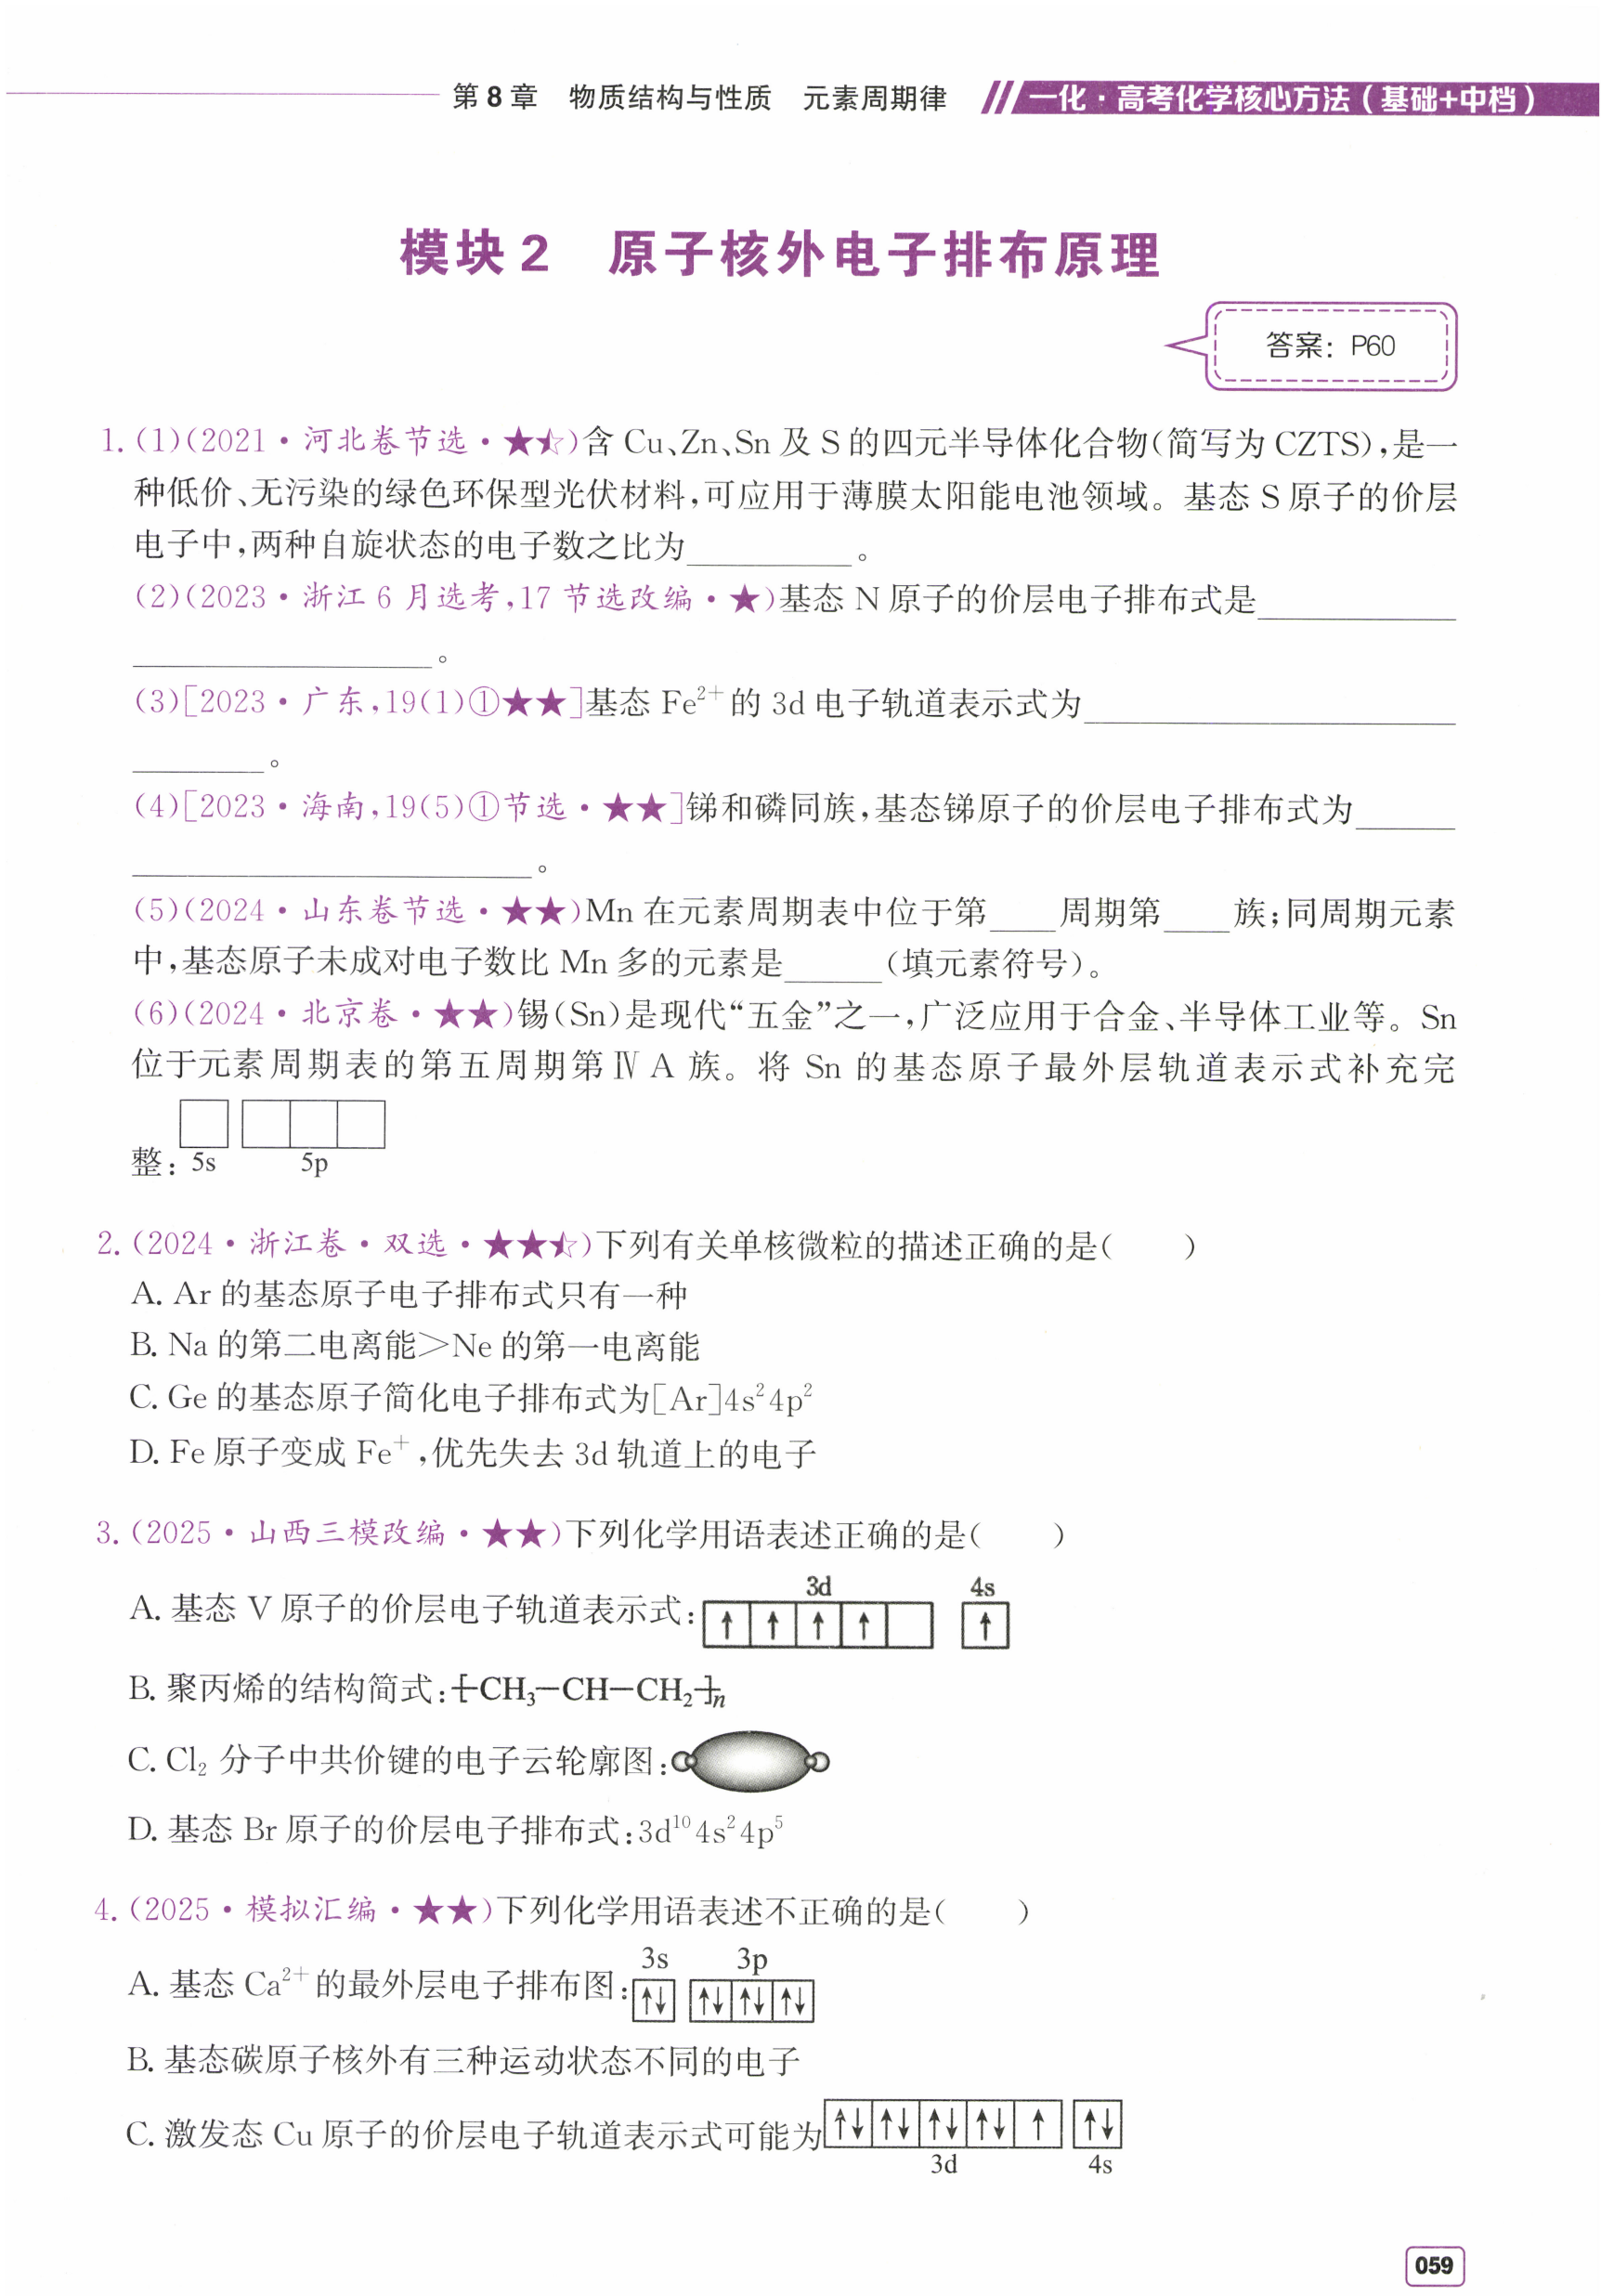 第8章 物质结构与性质 元素周期律 一化·高考化学核心方法(基础+中档)
模块2 原子核外电子排布原理
答案: P60
1.(1)(2021·河北卷节选·★☆)含Cu、Zn、Sn及S的四元半导体化合物(简写为CZTS),是一
种低价、无污染的绿色环保型光伏材料,可应用于薄膜太阳能电池领域。基态S原子的价层
电子中,两种自旋状态的电子数之比为________。
(2)(2023·浙江6月选考,17节选改编·★)基态N原子的价层电子排布式是________
________。
(3)[2023·广东,19(1)①★★]基态Fe²⁺的3d电子轨道表示式为________
________。
(4)[2023·海南,19(5)①节选·★★]锑和磷同族,基态锑原子的价层电子排布式为________
________。
(5)(2024·山东卷节选·★★)Mn在元素周期表中位于第____周期第____族;同周期元素
中,基态原子未成对电子数比Mn多的元素是____(填元素符号)。
(6)(2024·北京卷·★★)锡(Sn)是现代“五金”之一,广泛应用于合金、半导体工业等。Sn
位于元素周期表的第五周期第ⅣA族。将Sn的基态原子最外层轨道表示式补充完
整: 5s 5p
2.(2024·浙江卷·双选·★★☆)下列有关单核微粒的描述正确的是( )
A. Ar的基态原子电子排布式只有一种
B. Na的第二电离能>Ne的第一电离能
C. Ge的基态原子简化电子排布式为[Ar]4s²4p²
D. Fe原子变成Fe⁺,优先失去3d轨道上的电子
3.(2025·山西三模改编·★★)下列化学用语表述正确的是( )
3d 4s
A. 基态V原子的价层电子轨道表示式: ↑ ↑ ↑ ↑ ↑
B. 聚丙烯的结构简式:⁅CH₃—CH—CH₂⁆ₙ
C. Cl₂分子中共价键的电子云轮廓图:
D. 基态Br原子的价层电子排布式:3d¹⁰4s²4p⁵
4.(2025·模拟汇编·★★)下列化学用语表述不正确的是( )
3s 3p
A. 基态Ca²⁺的最外层电子排布图: ↑↓ ↑↓ ↑↓ ↑↓
B. 基态碳原子核外有三种运动状态不同的电子
C. 激发态Cu原子的价层电子轨道表示式可能为 ↑↓ ↑↓ ↑↓ ↑↓ ↑ ↑↓
3d 4s
059